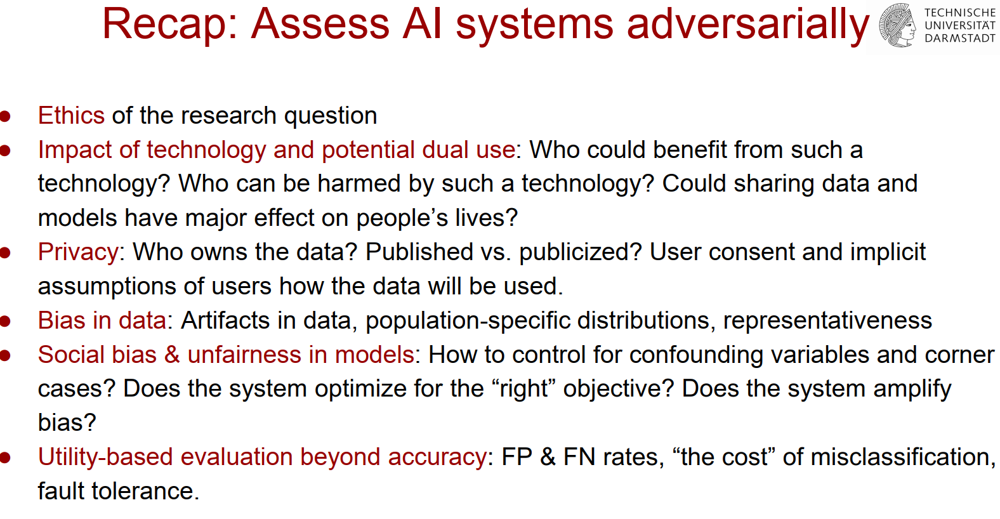 Recap: Assess AI systems adversarially
TECHNISCHE
UNIVERSITÄT
DARMSTADT
● Ethics of the research question
● Impact of technology and potential dual use: Who could benefit from such a
technology? Who can be harmed by such a technology? Could sharing data and
models have major effect on people’s lives?
● Privacy: Who owns the data? Published vs. publicized? User consent and implicit
assumptions of users how the data will be used.
● Bias in data: Artifacts in data, population-specific distributions, representativeness
● Social bias & unfairness in models: How to control for confounding variables and corner
cases? Does the system optimize for the “right” objective? Does the system amplify
bias?
● Utility-based evaluation beyond accuracy: FP & FN rates, “the cost” of misclassification,
fault tolerance.